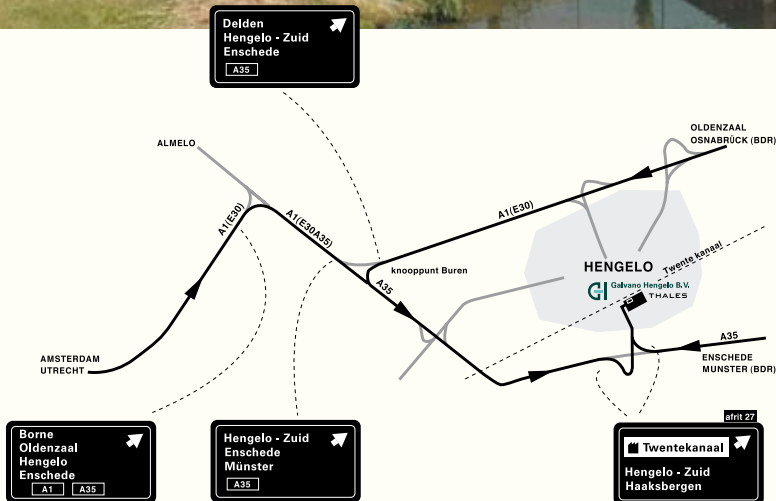 Delden
Hengelo - Zuid
Enschede
A35
ALMELO
OLDENZAAL
OSNABRÜCK (BDR)
A1(E30)
A1(E30A35)
A1(E30)
knooppunt Buren
A35
HENGELO
Twente kanaal
GH Galvano Hengelo B.V.
THALES
A35
ENSCHEDE
MUNSTER (BDR)
AMSTERDAM
UTRECHT
Borne
Oldenzaal
Hengelo
Enschede
A1 A35
Hengelo - Zuid
Enschede
Münster
A35
afrit 27
Twentekanaal
Hengelo - Zuid
Haaksbergen